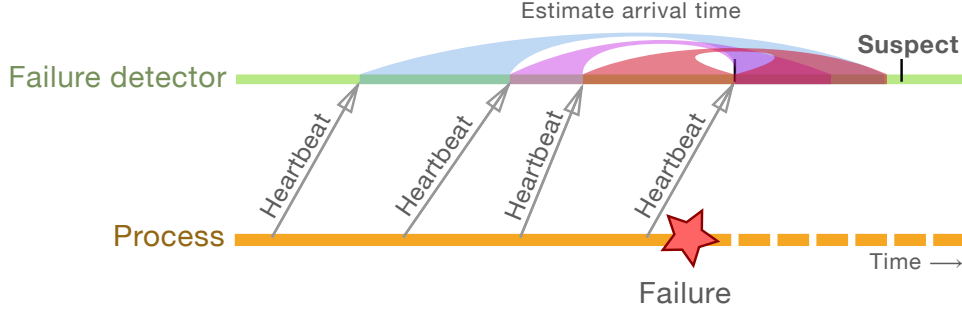 Estimate arrival time
Suspect
Failure detector
Heartbeat
Heartbeat
Heartbeat
Heartbeat
Process
Time →
Failure